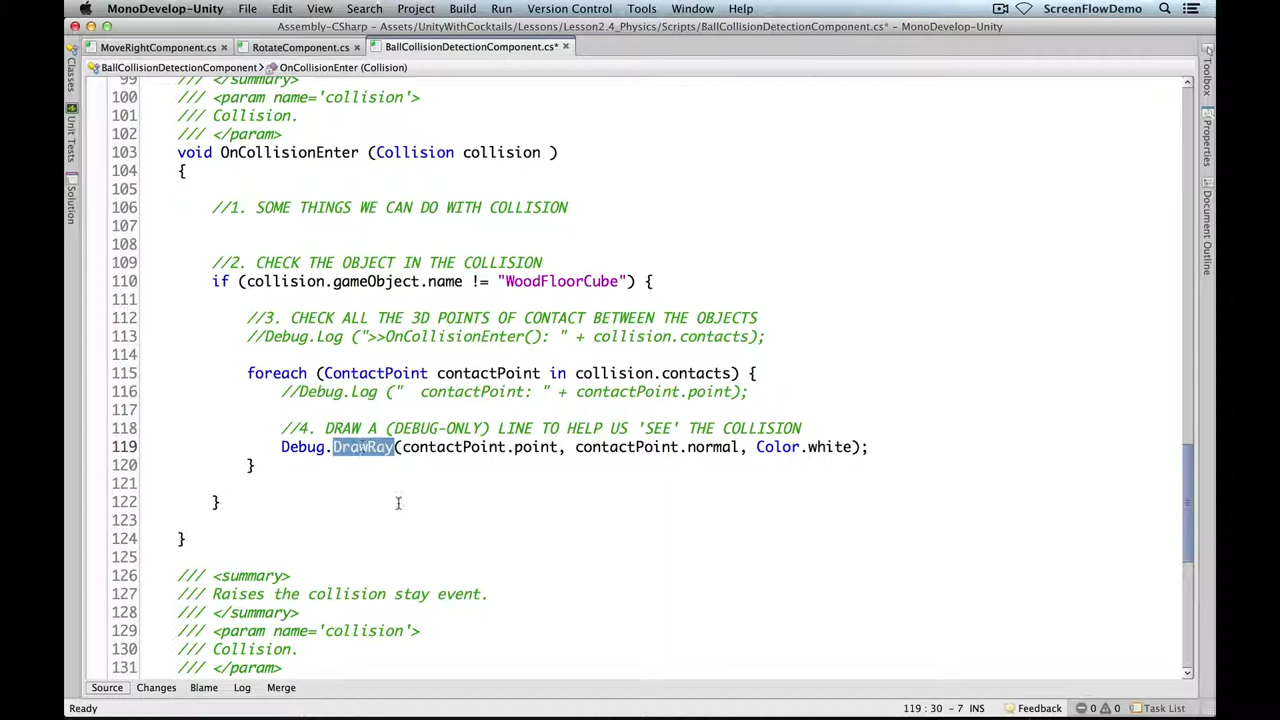 MonoDevelop-Unity File Edit View Search Project Build Run Version Control Tools Window Help ScreenFlowDemo
Assembly-CSharp – Assets/UnityWithCocktails/Lessons/Lesson2.4_Physics/Scripts/BallCollisionDetectionComponent.cs* – MonoDevelop-Unity
MoveRightComponent.cs × RotateComponent.cs × BallCollisionDetectionComponent.cs* ×
BallCollisionDetectionComponent › OnCollisionEnter (Collision)
99 /// </summary>
100 /// <param name='collision'>
101 /// Collision.
102 /// </param>
103 void OnCollisionEnter (Collision collision )
104 {
105
106 //1. SOME THINGS WE CAN DO WITH COLLISION
107
108
109 //2. CHECK THE OBJECT IN THE COLLISION
110 if (collision.gameObject.name != "WoodFloorCube") {
111
112 //3. CHECK ALL THE 3D POINTS OF CONTACT BETWEEN THE OBJECTS
113 //Debug.Log (">>OnCollisionEnter(): " + collision.contacts);
114
115 foreach (ContactPoint contactPoint in collision.contacts) {
116 //Debug.Log ("  contactPoint: " + contactPoint.point);
117
118 //4. DRAW A (DEBUG-ONLY) LINE TO HELP US 'SEE' THE COLLISION
119 Debug.DrawRay(contactPoint.point, contactPoint.normal, Color.white);
120 }
121
122 }
123
124 }
125
126 /// <summary>
127 /// Raises the collision stay event.
128 /// </summary>
129 /// <param name='collision'>
130 /// Collision.
131 /// </param>
Classes
Unit Tests
Solution
Toolbox
Properties
Document Outline
Source Changes Blame Log Merge
Ready 119 : 30 - 7 INS Feedback 0 0 Task List